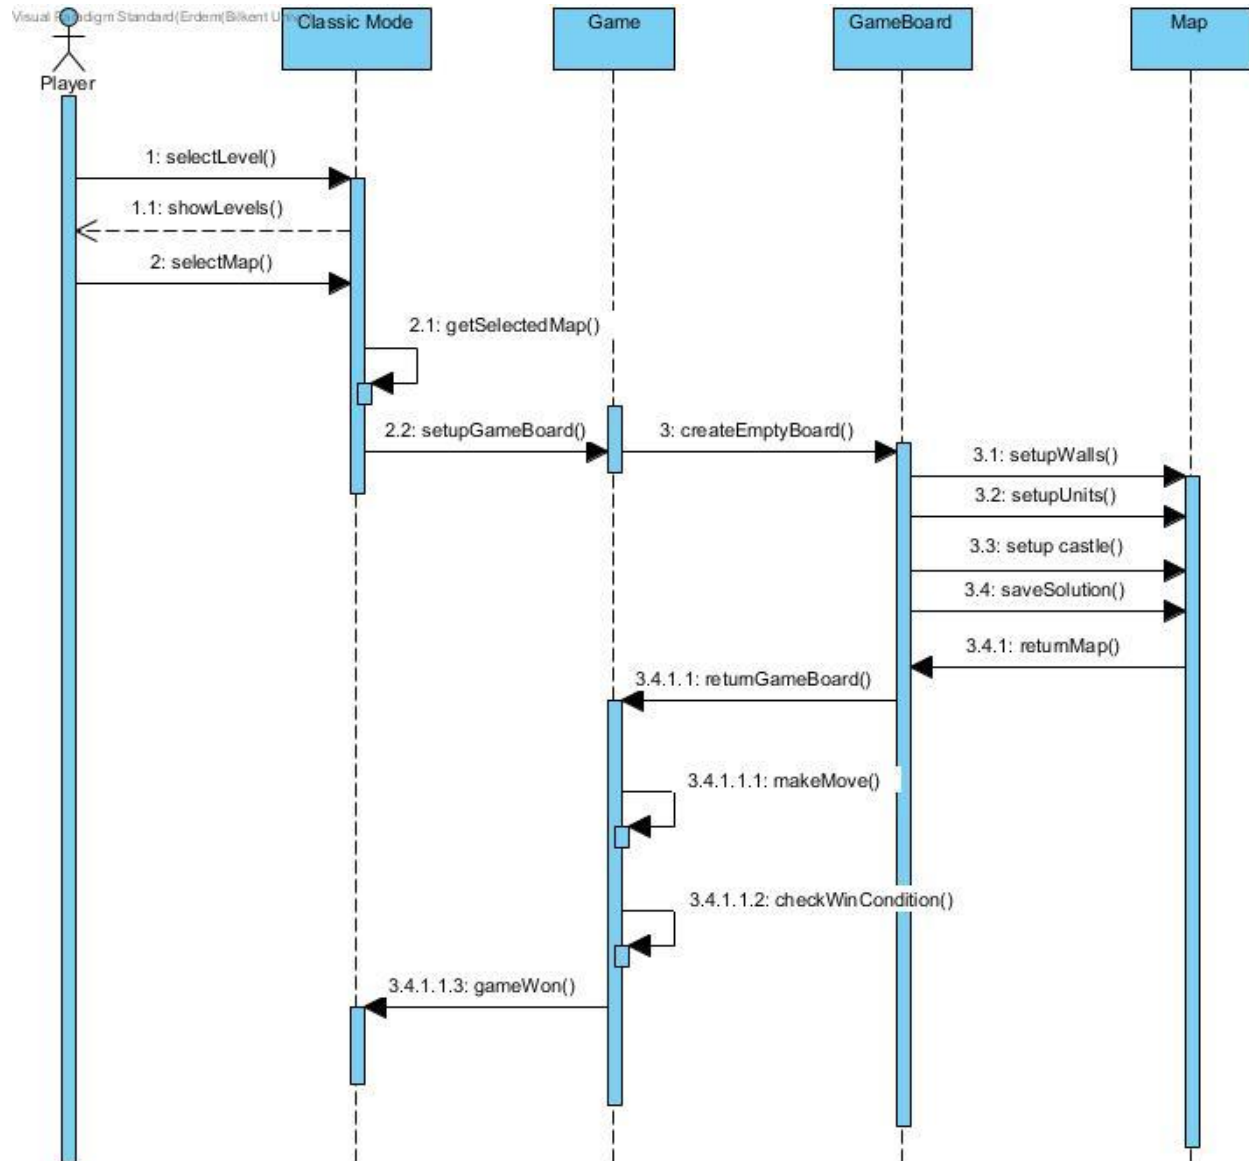 Visual Paradigm Standard(Erdem(Bilkent
Classic Mode
Game
GameBoard
Map
Player
1: selectLevel()
1.1: showLevels()
2: selectMap()
2.1: getSelectedMap()
2.2: setupGameBoard()
3: createEmptyBoard()
3.1: setupWalls()
3.2: setupUnits()
3.3: setup castle()
3.4: saveSolution()
3.4.1: returnMap()
3.4.1.1: returnGameBoard()
3.4.1.1.1: makeMove()
3.4.1.1.2: checkWinCondition()
3.4.1.1.3: gameWon()